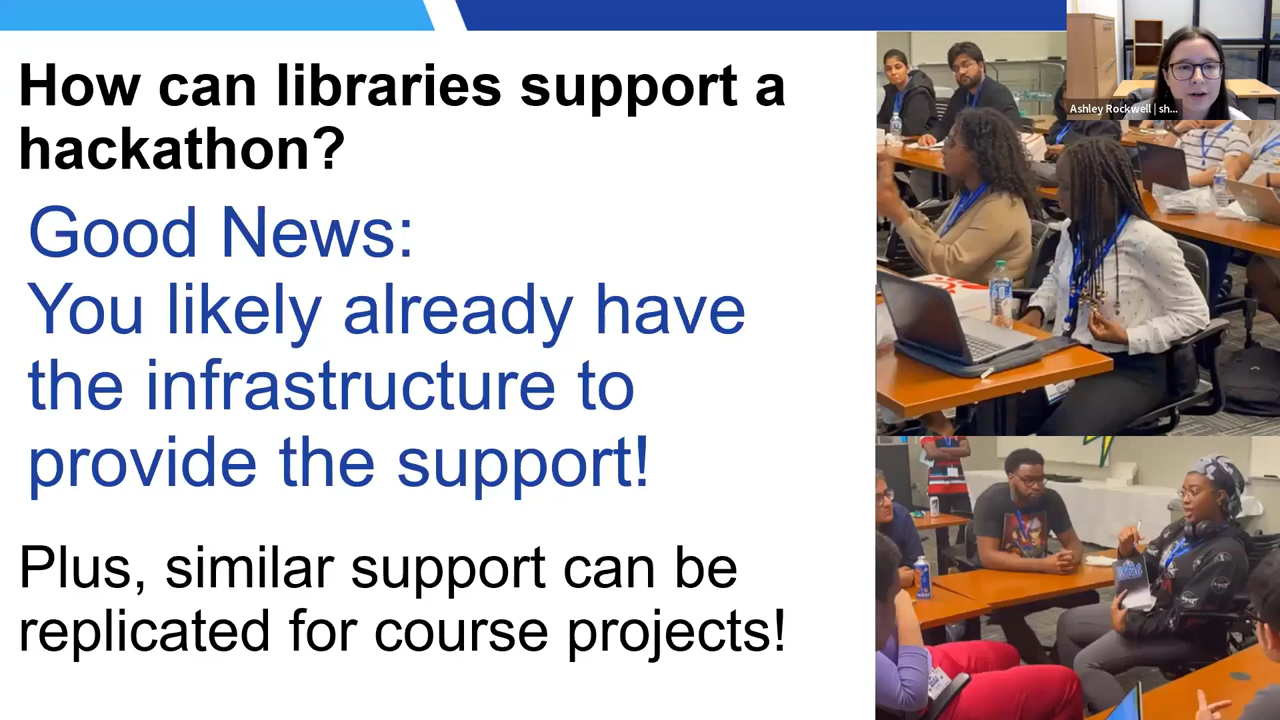 How can libraries support a
hackathon?
Good News:
You likely already have
the infrastructure to
provide the support!
Plus, similar support can be
replicated for course projects!
Ashley Rockwell | sh...